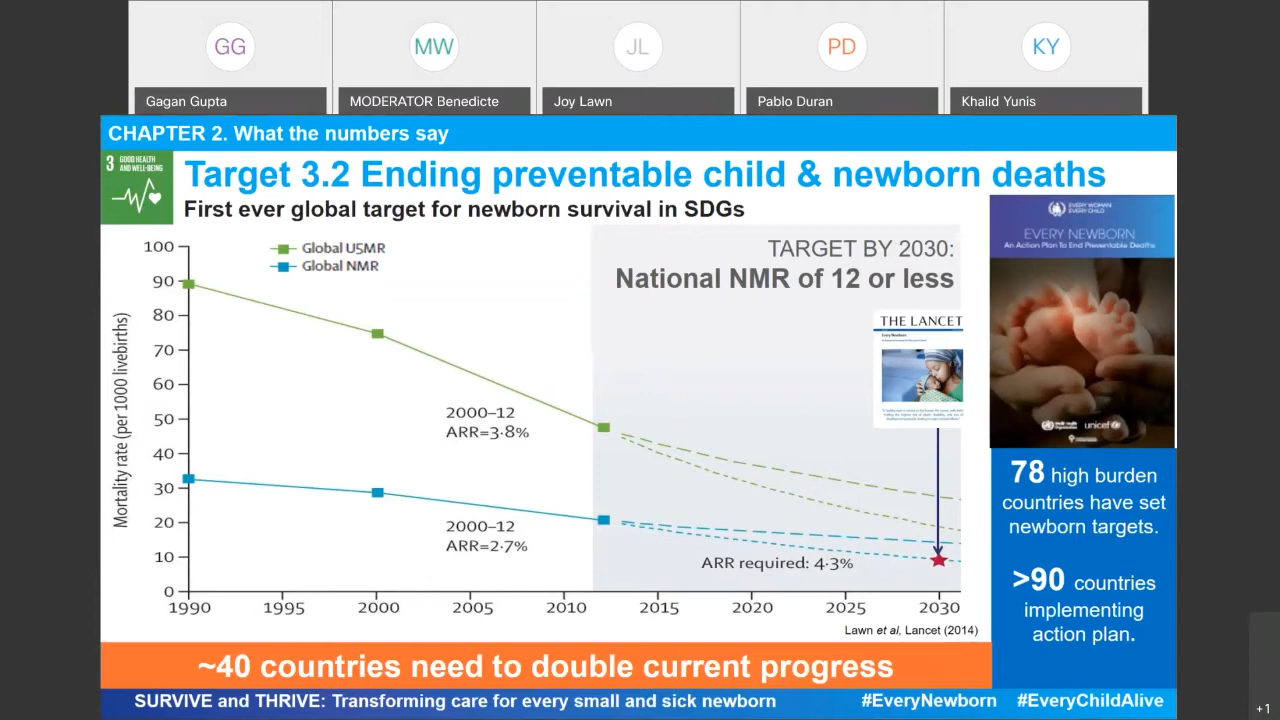 GG
MW
JL
PD
KY
Gagan Gupta
MODERATOR Benedicte
Joy Lawn
Pablo Duran
Khalid Yunis
CHAPTER 2. What the numbers say
3 GOOD HEALTH
AND WELL-BEING
Target 3.2 Ending preventable child & newborn deaths
First ever global target for newborn survival in SDGs
Mortality rate (per 1000 livebirths)
100
90
80
70
60
50
40
30
20
10
0
1990
1995
2000
2005
2010
2015
2020
2025
2030
Global U5MR
Global NMR
2000–12
ARR=3·8%
2000–12
ARR=2·7%
TARGET BY 2030:
National NMR of 12 or less
THE LANCET
ARR required: 4·3%
Lawn et al, Lancet (2014)
EVERY WOMAN
EVERY CHILD
EVERY NEWBORN
An Action Plan To End Preventable Deaths
World Health
Organization
unicef
78 high burden
countries have set
newborn targets.
>90 countries
implementing
action plan.
~40 countries need to double current progress
SURVIVE and THRIVE: Transforming care for every small and sick newborn
#EveryNewborn #EveryChildAlive
+1